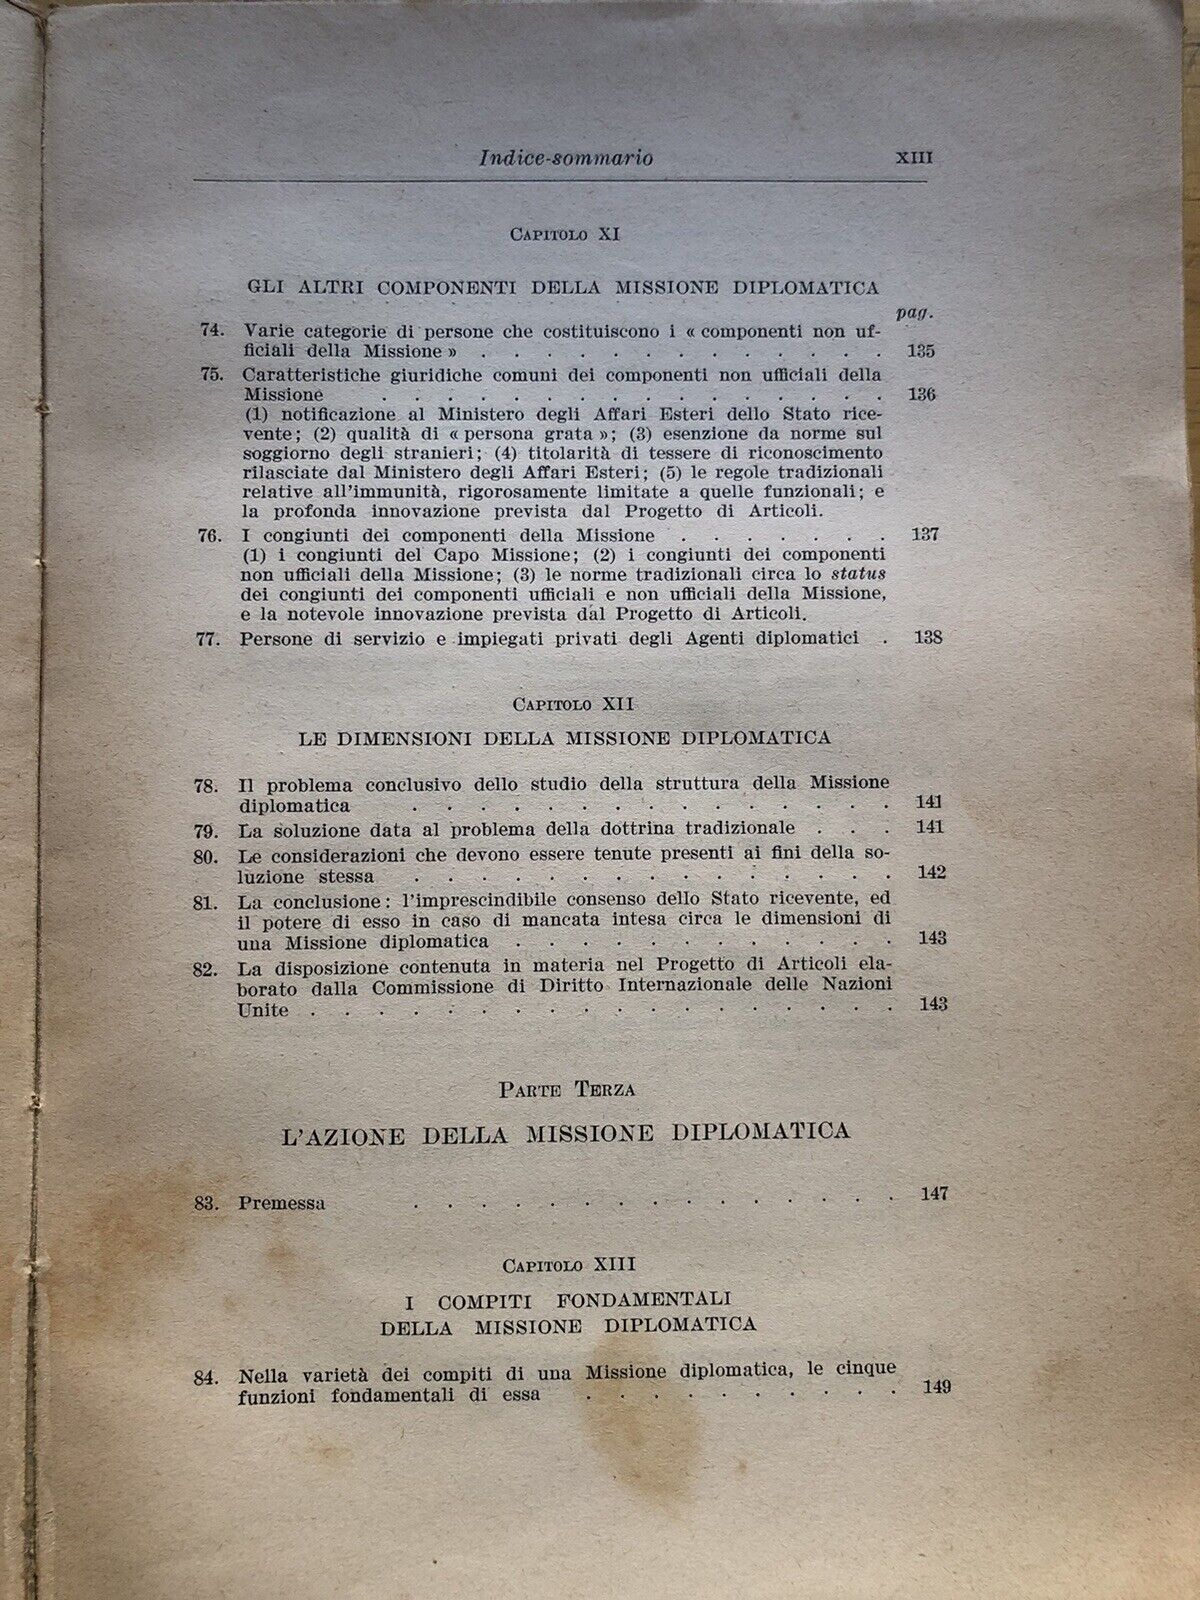 Indice-sommario XIII
Capitolo XI
GLI ALTRI COMPONENTI DELLA MISSIONE DIPLOMATICA
pag.
74. Varie categorie di persone che costituiscono i « componenti non uf-
ficiali della Missione » . . . . . . . . . . . . . 135
75. Caratteristiche giuridiche comuni dei componenti non ufficiali della
Missione . . . . . . . . . . . . . . . 136
(1) notificazione al Ministero degli Affari Esteri dello Stato rice-
vente; (2) qualità di « persona grata »; (3) esenzione da norme sul
soggiorno degli stranieri; (4) titolarità di tessere di riconoscimento
rilasciate dal Ministero degli Affari Esteri; (5) le regole tradizionali
relative all'immunità, rigorosamente limitate a quelle funzionali; e
la profonda innovazione prevista dal Progetto di Articoli.
76. I congiunti dei componenti della Missione . . . . . . . 137
(1) i congiunti del Capo Missione; (2) i congiunti dei componenti
non ufficiali della Missione; (3) le norme tradizionali circa lo status
dei congiunti dei componenti ufficiali e non ufficiali della Missione,
e la notevole innovazione prevista dal Progetto di Articoli.
77. Persone di servizio e impiegati privati degli Agenti diplomatici . 138
Capitolo XII
LE DIMENSIONI DELLA MISSIONE DIPLOMATICA
78. Il problema conclusivo dello studio della struttura della Missione
diplomatica . . . . . . . . . . . . . . . 141
79. La soluzione data al problema della dottrina tradizionale . . . 141
80. Le considerazioni che devono essere tenute presenti ai fini della so-
luzione stessa . . . . . . . . . . . . . . . 142
81. La conclusione: l'imprescindibile consenso dello Stato ricevente, ed
il potere di esso in caso di mancata intesa circa le dimensioni di
una Missione diplomatica . . . . . . . . . . . . 143
82. La disposizione contenuta in materia nel Progetto di Articoli ela-
borato dalla Commissione di Diritto Internazionale delle Nazioni
Unite . . . . . . . . . . . . . . . . . . 143
Parte Terza
L'AZIONE DELLA MISSIONE DIPLOMATICA
83. Premessa . . . . . . . . . . . . . . . 147
Capitolo XIII
I COMPITI FONDAMENTALI
DELLA MISSIONE DIPLOMATICA
84. Nella varietà dei compiti di una Missione diplomatica, le cinque
funzioni fondamentali di essa . . . . . . . . . . 149